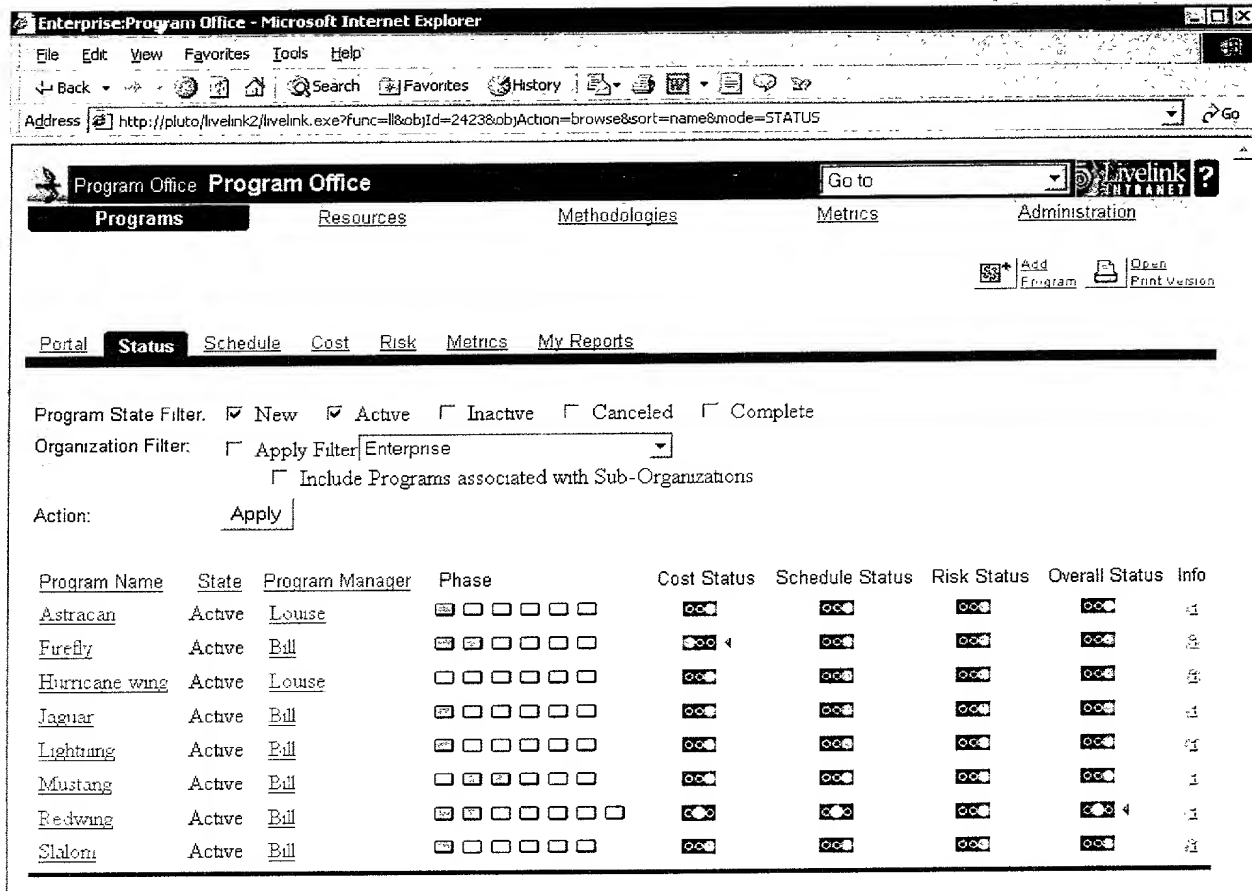 Enterprise:Program Office - Microsoft Internet Explorer
File Edit View Favorites Tools Help
Back Search Favorites History
Address http://pluto/livelink2/livelink.exe?func=ll&objId=2423&objAction=browse&sort=name&mode=STATUS Go
Program Office Program Office Go to Livelink INTRANET ?
Programs Resources Methodologies Metrics Administration
Add Open
Program Print Version
Portal Status Schedule Cost Risk Metrics My Reports
Program State Filter. New Active Inactive Canceled Complete
Organization Filter: Apply Filter Enterprise
Include Programs associated with Sub-Organizations
Action: Apply
Program Name State Program Manager Phase Cost Status Schedule Status Risk Status Overall Status Info
Astracan Active Louise
Firefly Active Bill
Hurricane wing Active Louise
Jaguar Active Bill
Lightning Active Bill
Mustang Active Bill
Redwing Active Bill
Slalom Active Bill